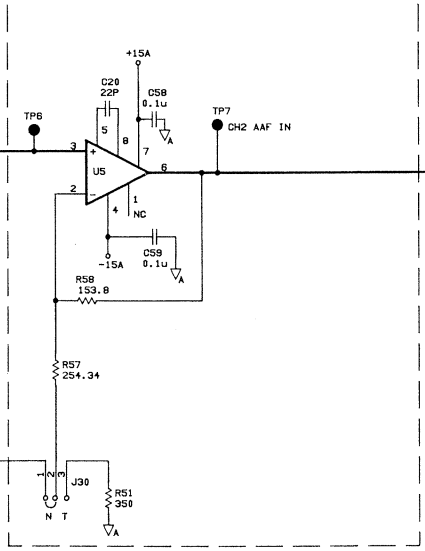 +15A
C20
22P
C58
0.1u
TP6
TP7
CH2 AAF IN
5
8
A
7
3
+
U5
6
2
-
4
1
NC
C59
0.1u
-15A
A
R58
153.8
R57
254.34
1
2
3
J30
N T
R51
350
A